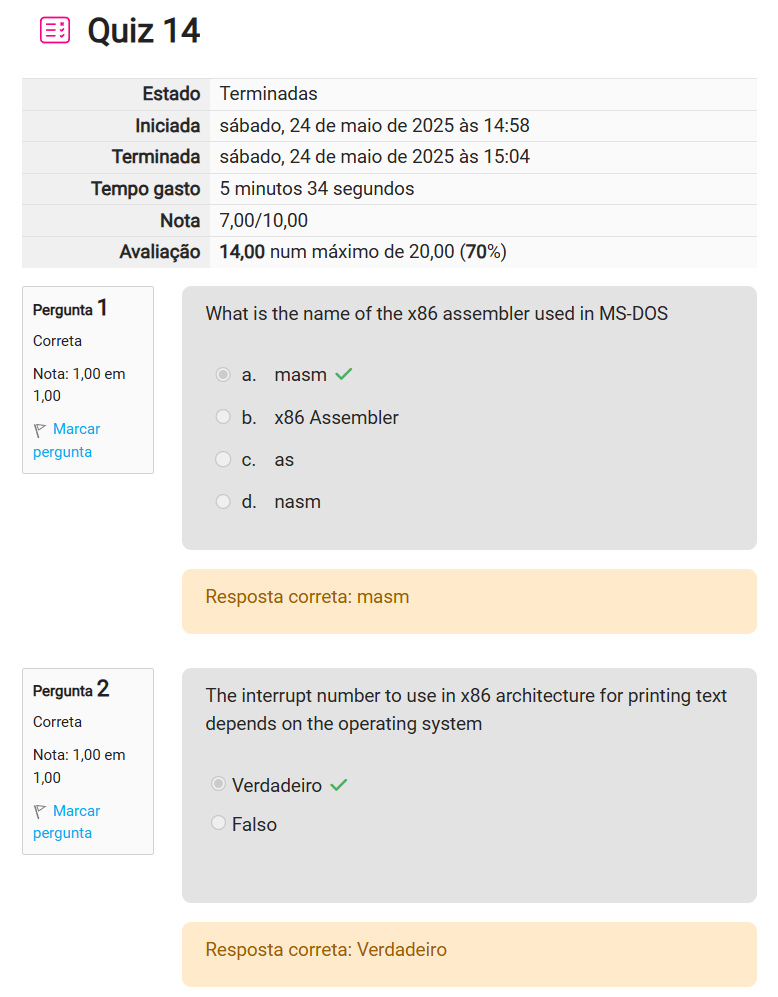 Quiz 14
Estado Terminadas
Iniciada sábado, 24 de maio de 2025 às 14:58
Terminada sábado, 24 de maio de 2025 às 15:04
Tempo gasto 5 minutos 34 segundos
Nota 7,00/10,00
Avaliação 14,00 num máximo de 20,00 (70%)
Pergunta 1
Correta
Nota: 1,00 em
1,00
Marcar
pergunta
What is the name of the x86 assembler used in MS-DOS
a. masm
b. x86 Assembler
c. as
d. nasm
Resposta correta: masm
Pergunta 2
Correta
Nota: 1,00 em
1,00
Marcar
pergunta
The interrupt number to use in x86 architecture for printing text
depends on the operating system
Verdadeiro
Falso
Resposta correta: Verdadeiro